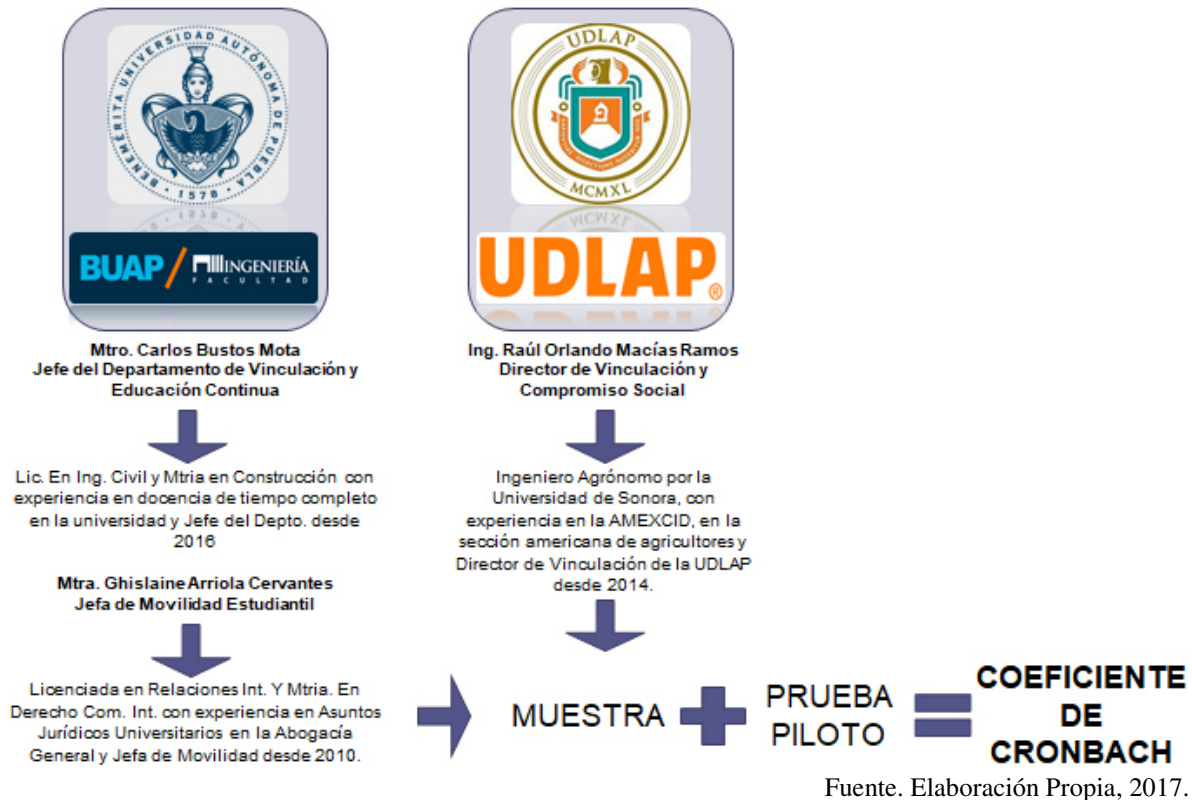 BENEMÉRITA UNIVERSIDAD AUTÓNOMA DE PUEBLA
· 1578 ·
BUAP / INGENIERÍA
FACULTAD
Mtro. Carlos Bustos Mota
Jefe del Departamento de Vinculación y
Educación Continua
Lic. En Ing. Civil y Mtria en Construcción con
experiencia en docencia de tiempo completo
en la universidad y Jefe del Depto. desde
2016
Mtra. Ghislaine Arriola Cervantes
Jefa de Movilidad Estudiantil
Licenciada en Relaciones Int. Y Mtria. En
Derecho Com. Int. con experiencia en Asuntos
Jurídicos Universitarios en la Abogacía
General y Jefa de Movilidad desde 2010.
UDLAP
MCMXL
UDLAP®
Ing. Raúl Orlando Macías Ramos
Director de Vinculación y
Compromiso Social
Ingeniero Agrónomo por la
Universidad de Sonora, con
experiencia en la AMEXCID, en la
sección americana de agricultores y
Director de Vinculación de la UDLAP
desde 2014.
MUESTRA
PRUEBA
PILOTO
COEFICIENTE
DE
CRONBACH
Fuente. Elaboración Propia, 2017.